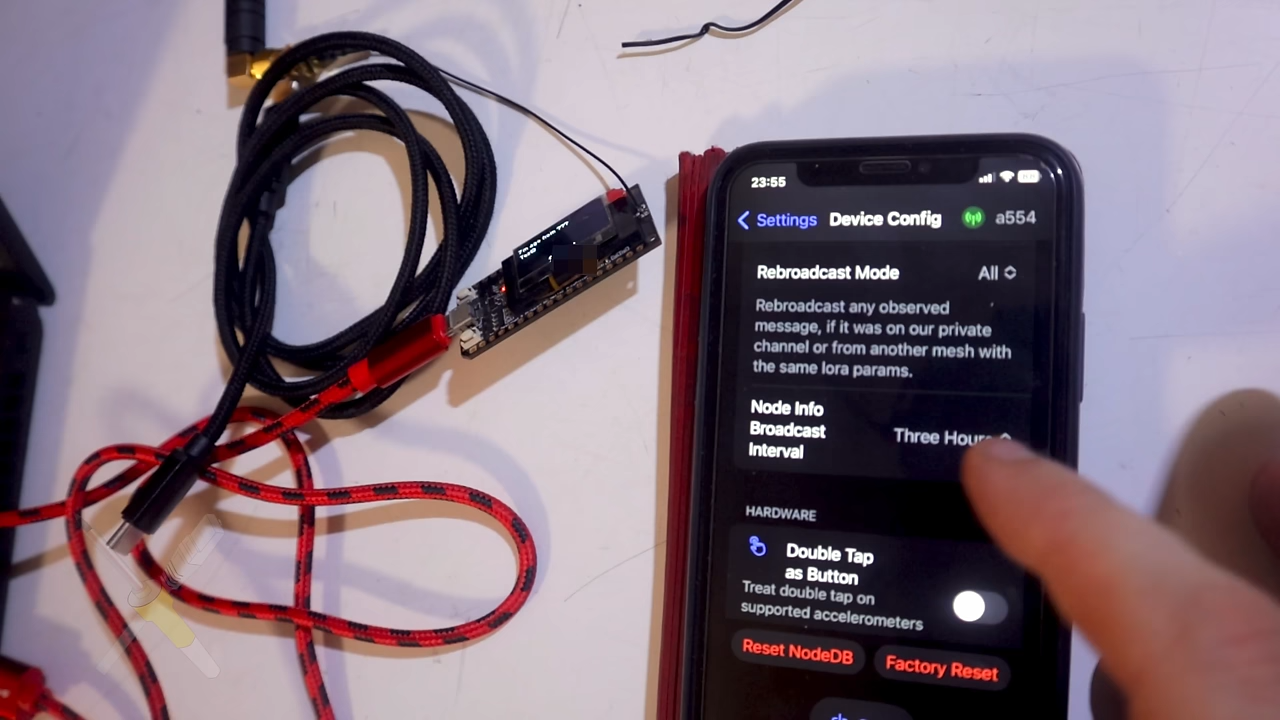 23:55
Settings Device Config a554
Rebroadcast Mode All
Rebroadcast any observed
message, if it was on our private
channel or from another mesh with
the same lora params.
Node Info
Broadcast
Interval
Three Hours
HARDWARE
Double Tap
as Button
Treat double tap on
supported accelerometers
Reset NodeDB Factory Reset